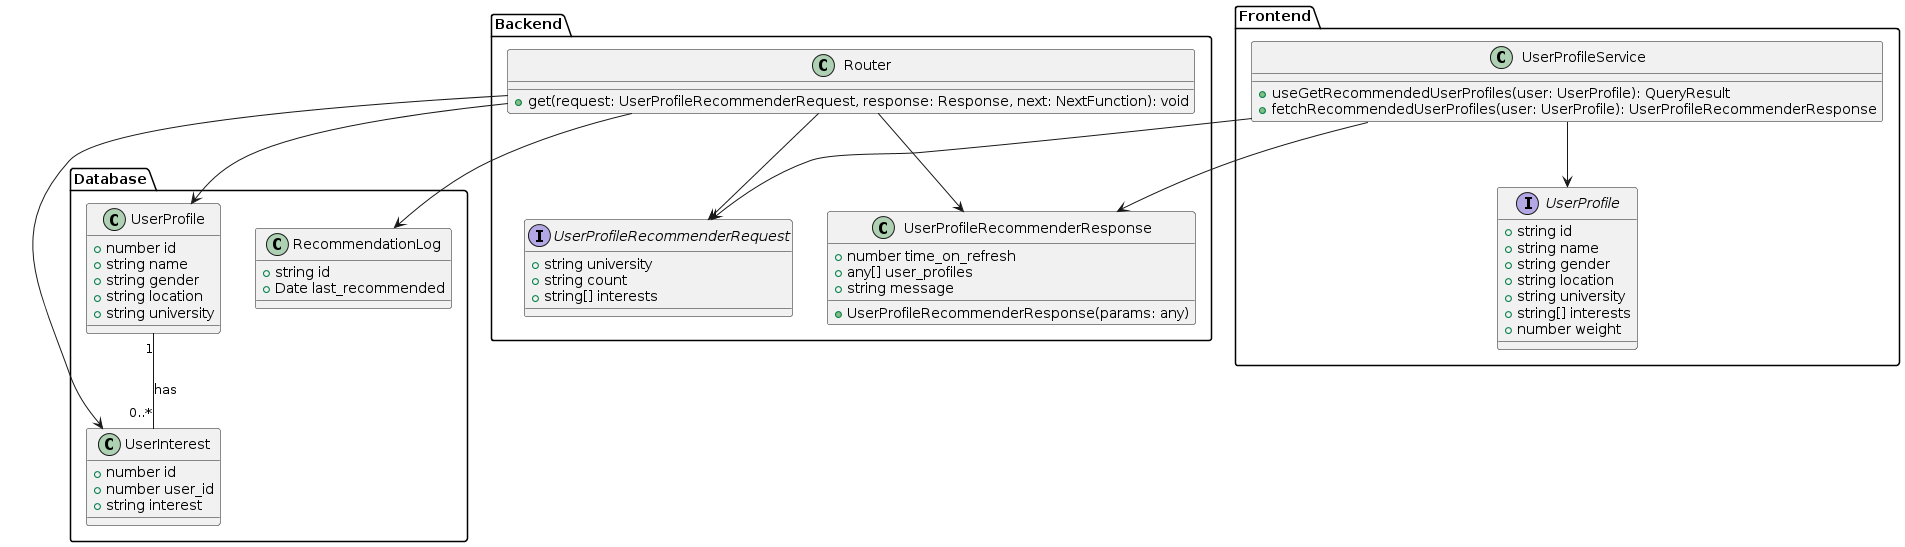 Backend
C Router
get(request: UserProfileRecommenderRequest, response: Response, next: NextFunction): void
I UserProfileRecommenderRequest
string university
string count
string[] interests
C UserProfileRecommenderResponse
number time_on_refresh
any[] user_profiles
string message
UserProfileRecommenderResponse(params: any)
Frontend
C UserProfileService
useGetRecommendedUserProfiles(user: UserProfile): QueryResult
fetchRecommendedUserProfiles(user: UserProfile): UserProfileRecommenderResponse
I UserProfile
string id
string name
string gender
string location
string university
string[] interests
number weight
Database
C UserProfile
number id
string name
string gender
string location
string university
C RecommendationLog
string id
Date last_recommended
1
has
0..*
C UserInterest
number id
number user_id
string interest